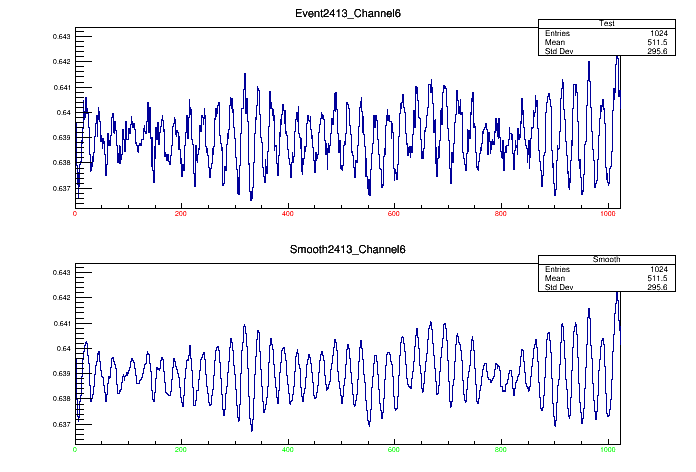 Event2413_Channel6
Test
Entries 1024
Mean 511.5
Std Dev 295.6
0.643
0.642
0.641
0.64
0.639
0.638
0.637
0 200 400 600 800 1000
Smooth2413_Channel6
Smooth
Entries 1024
Mean 511.5
Std Dev 295.6
0.643
0.642
0.641
0.64
0.639
0.638
0.637
0 200 400 600 800 1000